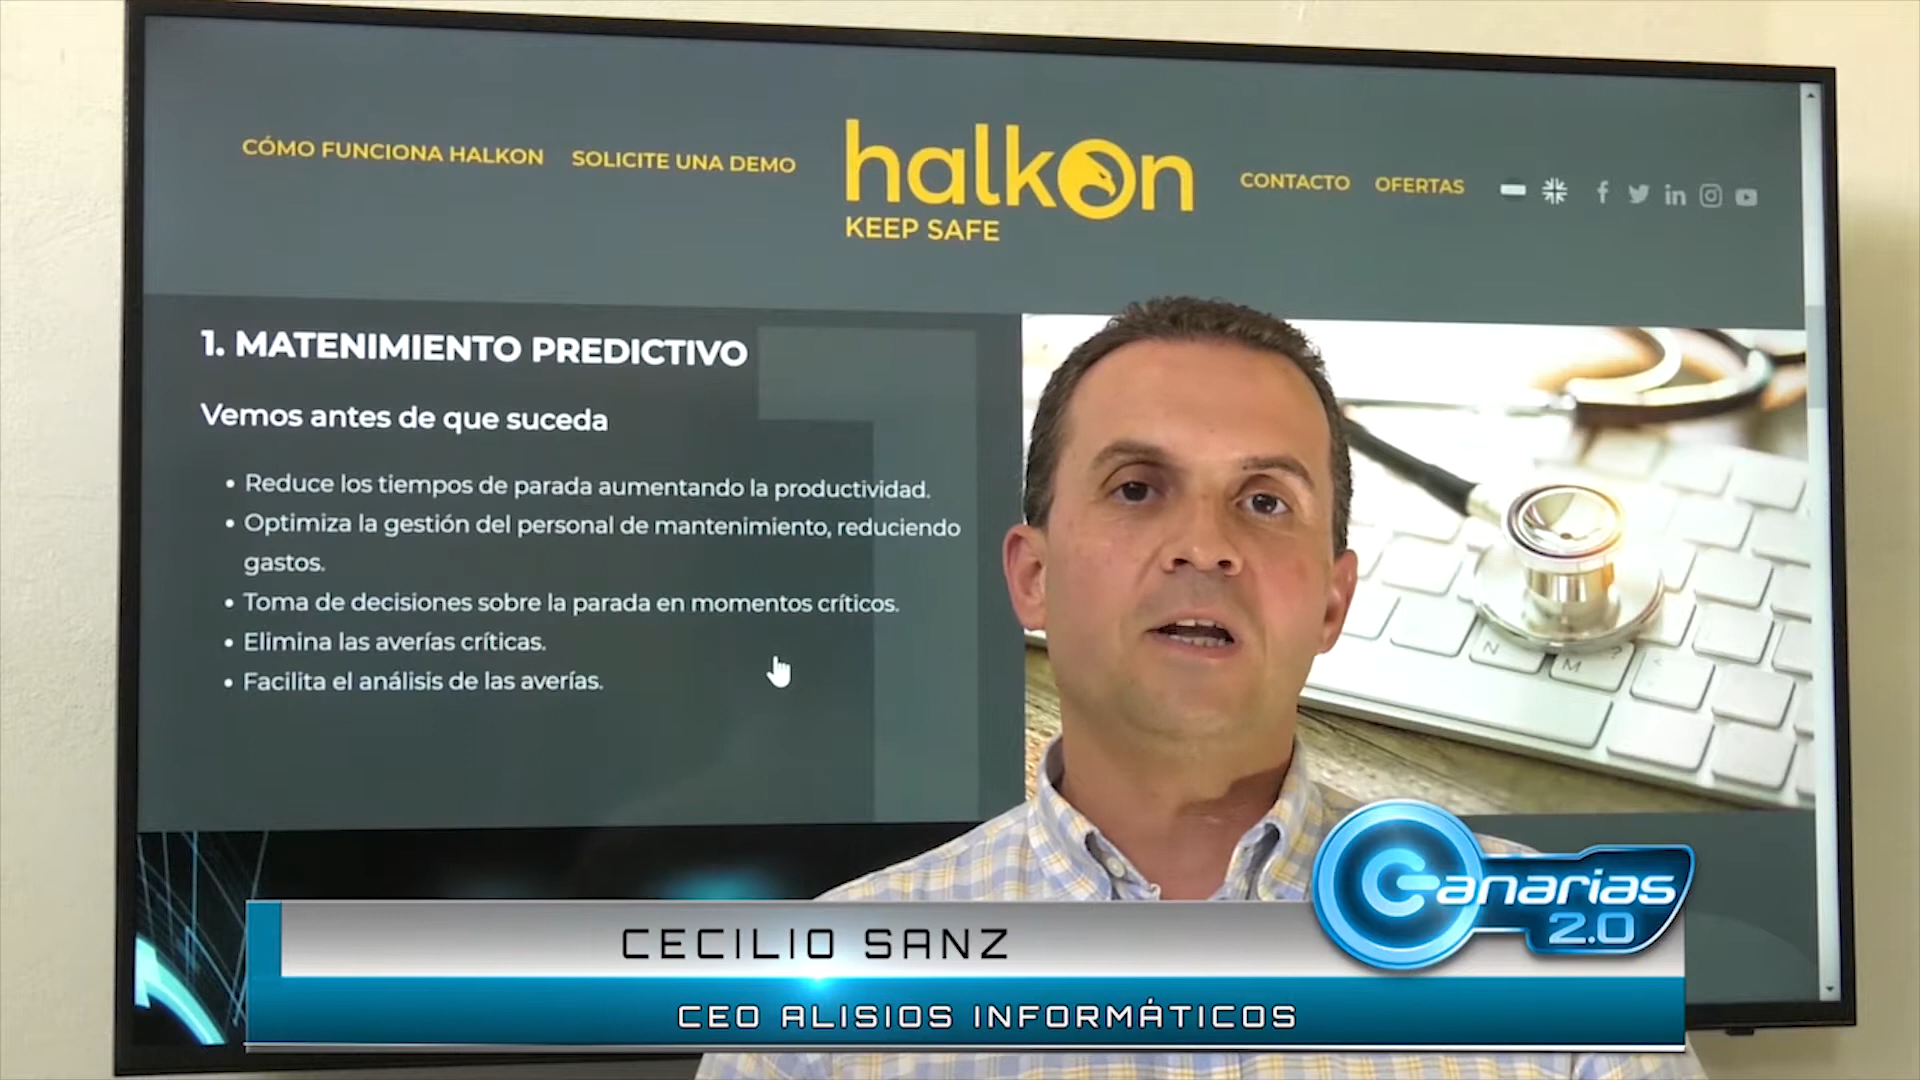 CÓMO FUNCIONA HALKON SOLICITE UNA DEMO
halkon
KEEP SAFE
CONTACTO OFERTAS
1. MATENIMIENTO PREDICTIVO
Vemos antes de que suceda
• Reduce los tiempos de parada aumentando la productividad.
• Optimiza la gestión del personal de mantenimiento, reduciendo
gastos.
• Toma de decisiones sobre la parada en momentos críticos.
• Elimina las averías críticas.
• Facilita el análisis de las averías.
N M ?
Canarias
2.0
CECILIO SANZ
CEO ALISIOS INFORMÁTICOS